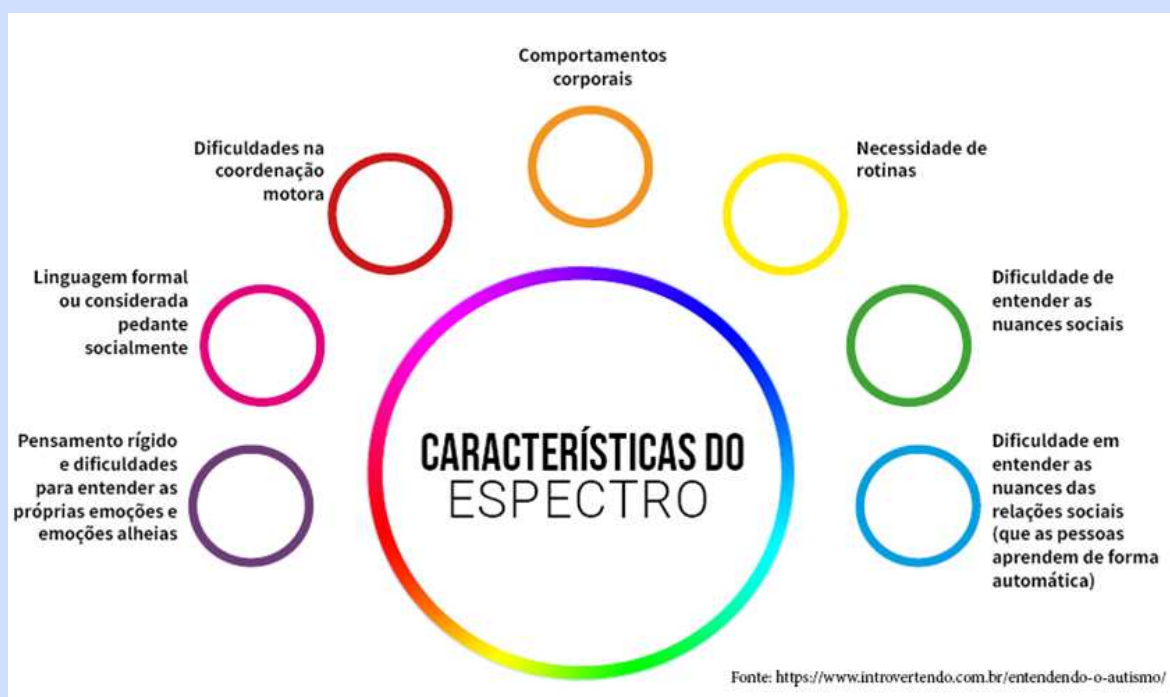 Comportamentos
corporais
Dificuldades na
coordenação
motora
Necessidade de
rotinas
Linguagem formal
ou considerada
pedante
socialmente
Dificuldade de
entender as
nuances sociais
Pensamento rígido
e dificuldades
para entender as
próprias emoções e
emoções alheias
CARACTERÍSTICAS DO
ESPECTRO
Dificuldade em
entender as
nuances das
relações sociais
(que as pessoas
aprendem de forma
automática)
Fonte: https://www.introvertendo.com.br/entendendo-o-autismo/